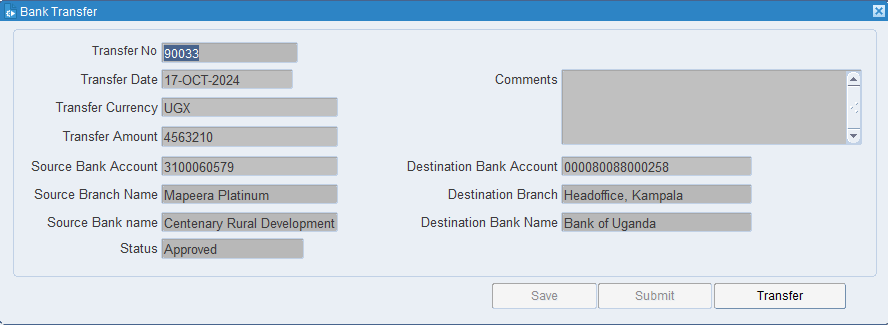 Bank Transfer
Transfer No 90033
Transfer Date 17-OCT-2024 Comments
Transfer Currency UGX
Transfer Amount 4563210
Source Bank Account 3100060579 Destination Bank Account 000080088000258
Source Branch Name Mapeera Platinum Destination Branch Headoffice, Kampala
Source Bank name Centenary Rural Development Destination Bank Name Bank of Uganda
Status Approved
Save Submit Transfer